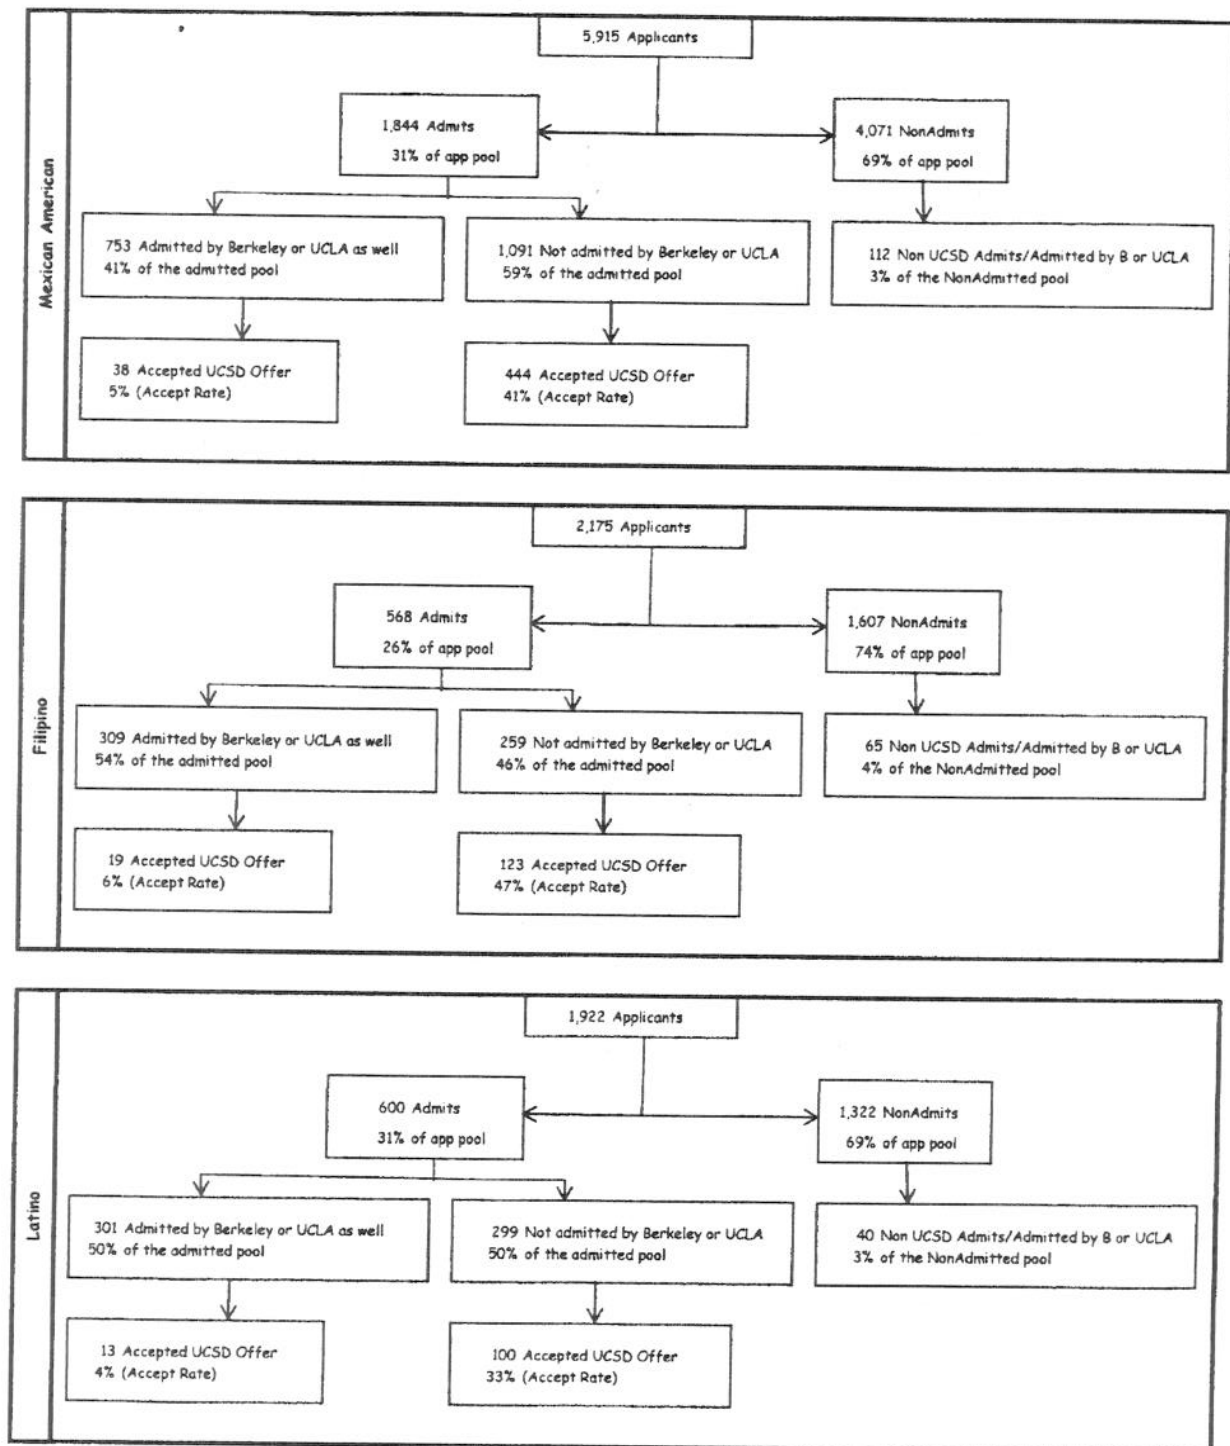 Mexican American
5,915 Applicants
1,844 Admits
31% of app pool
4,071 NonAdmits
69% of app pool
753 Admitted by Berkeley or UCLA as well
41% of the admitted pool
1,091 Not admitted by Berkeley or UCLA
59% of the admitted pool
112 Non UCSD Admits/Admitted by B or UCLA
3% of the NonAdmitted pool
38 Accepted UCSD Offer
5% (Accept Rate)
444 Accepted UCSD Offer
41% (Accept Rate)
Filipino
2,175 Applicants
568 Admits
26% of app pool
1,607 NonAdmits
74% of app pool
309 Admitted by Berkeley or UCLA as well
54% of the admitted pool
259 Not admitted by Berkeley or UCLA
46% of the admitted pool
65 Non UCSD Admits/Admitted by B or UCLA
4% of the NonAdmitted pool
19 Accepted UCSD Offer
6% (Accept Rate)
123 Accepted UCSD Offer
47% (Accept Rate)
Latino
1,922 Applicants
600 Admits
31% of app pool
1,322 NonAdmits
69% of app pool
301 Admitted by Berkeley or UCLA as well
50% of the admitted pool
299 Not admitted by Berkeley or UCLA
50% of the admitted pool
40 Non UCSD Admits/Admitted by B or UCLA
3% of the NonAdmitted pool
13 Accepted UCSD Offer
4% (Accept Rate)
100 Accepted UCSD Offer
33% (Accept Rate)